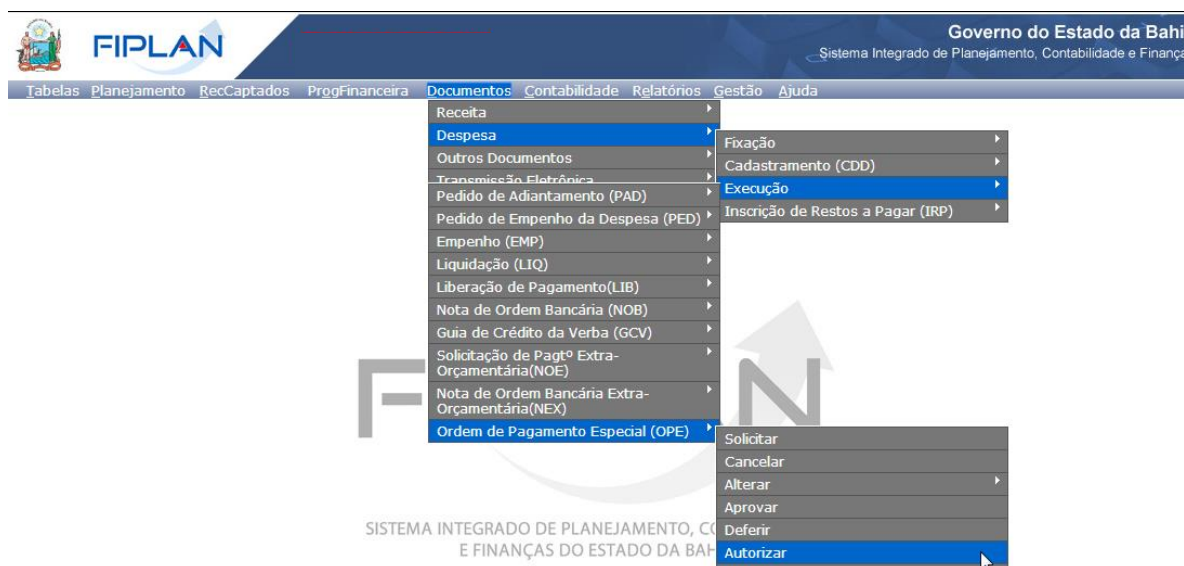 FIPLAN
Governo do Estado da Bahi
Sistema Integrado de Planejamento, Contabilidade e Finança
Tabelas Planejamento RecCaptados ProgFinanceira Documentos Contabilidade Relatórios Gestão Ajuda
Receita
Despesa
Outros Documentos
Transmissão Eletrônica
Fixação
Cadastramento (CDD)
Execução
Inscrição de Restos a Pagar (IRP)
Pedido de Adiantamento (PAD)
Pedido de Empenho da Despesa (PED)
Empenho (EMP)
Liquidação (LIQ)
Liberação de Pagamento(LIB)
Nota de Ordem Bancária (NOB)
Guia de Crédito da Verba (GCV)
Solicitação de Pagtº Extra-
Orçamentária(NOE)
Nota de Ordem Bancária Extra-
Orçamentária(NEX)
Ordem de Pagamento Especial (OPE)
Solicitar
Cancelar
Alterar
Aprovar
Deferir
Autorizar
F N
SISTEMA INTEGRADO DE PLANEJAMENTO, C
E FINANÇAS DO ESTADO DA BAH